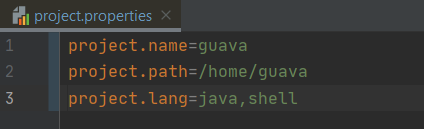 project.properties
1 project.name=guava
2 project.path=/home/guava
3 project.lang=java,shell